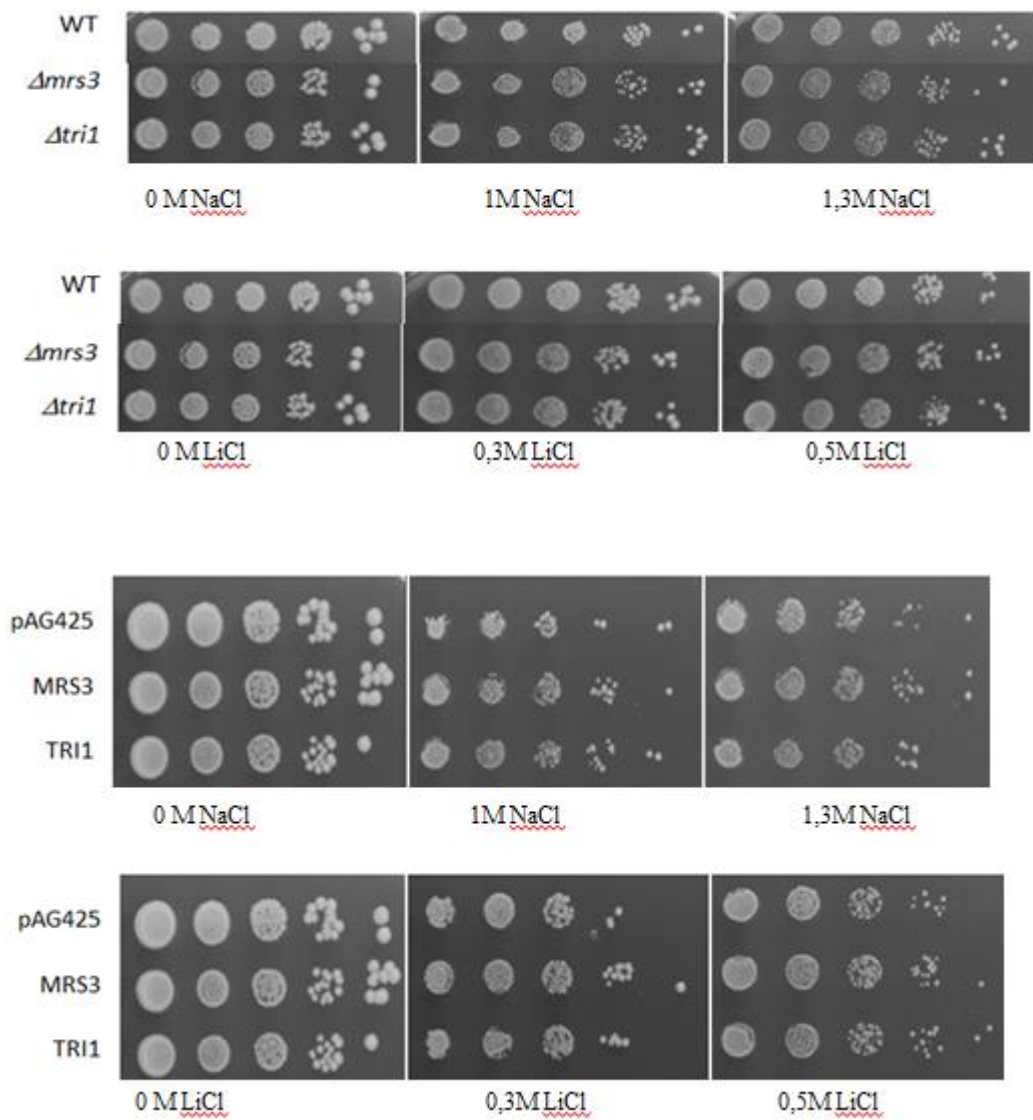 WT
Δmrs3
Δtri1
0 M NaCl 1M NaCl 1,3M NaCl
WT
Δmrs3
Δtri1
0 M LiCl 0,3M LiCl 0,5M LiCl
pAG425
MRS3
TRI1
0 M NaCl 1M NaCl 1,3M NaCl
pAG425
MRS3
TRI1
0 M LiCl 0,3M LiCl 0,5M LiCl